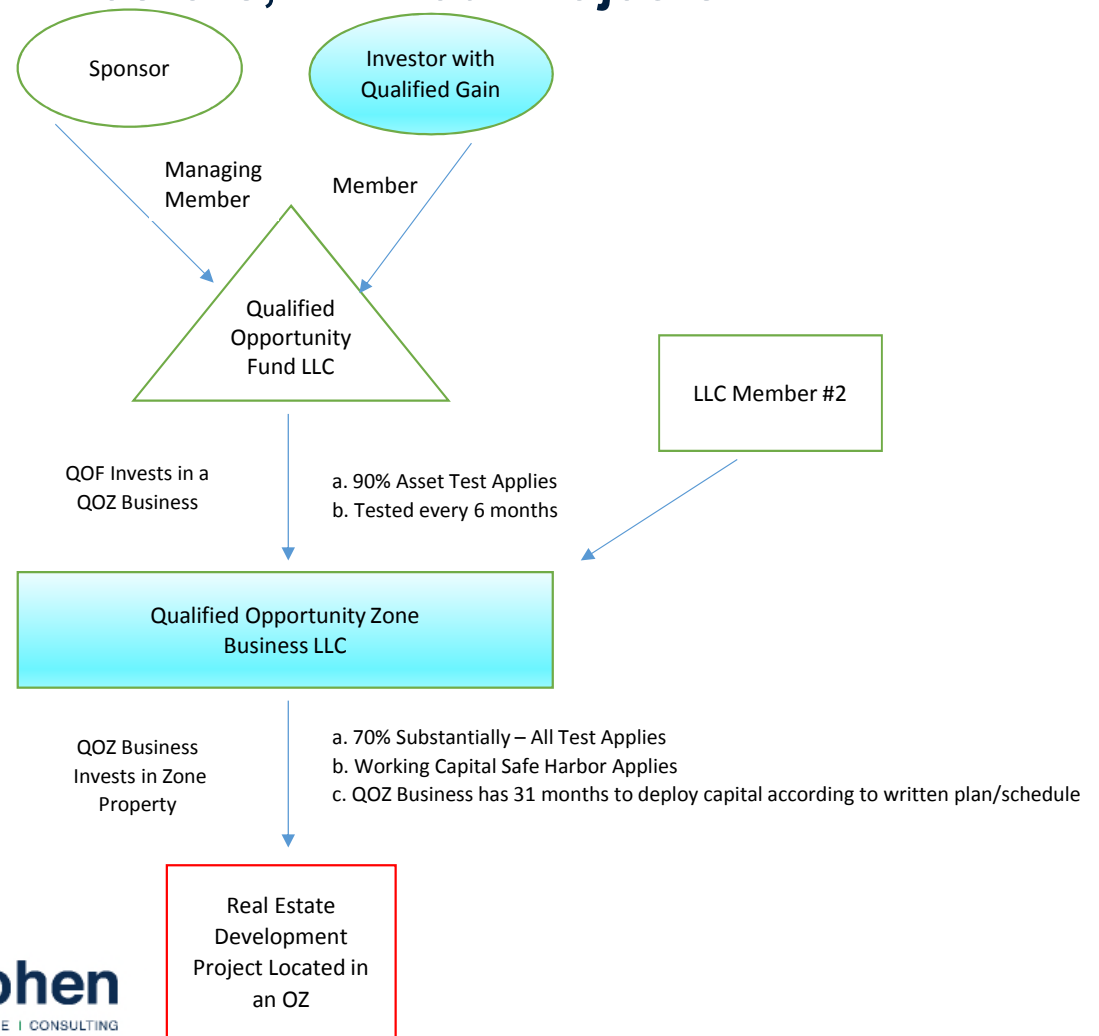 Sponsor
Investor with
Qualified Gain
Managing
Member
Member
Qualified
Opportunity
Fund LLC
LLC Member #2
QOF Invests in a
QOZ Business
a. 90% Asset Test Applies
b. Tested every 6 months
Qualified Opportunity Zone
Business LLC
QOZ Business
Invests in Zone
Property
a. 70% Substantially – All Test Applies
b. Working Capital Safe Harbor Applies
c. QOZ Business has 31 months to deploy capital according to written plan/schedule
Real Estate
Development
Project Located in
an OZ
CONSULTING